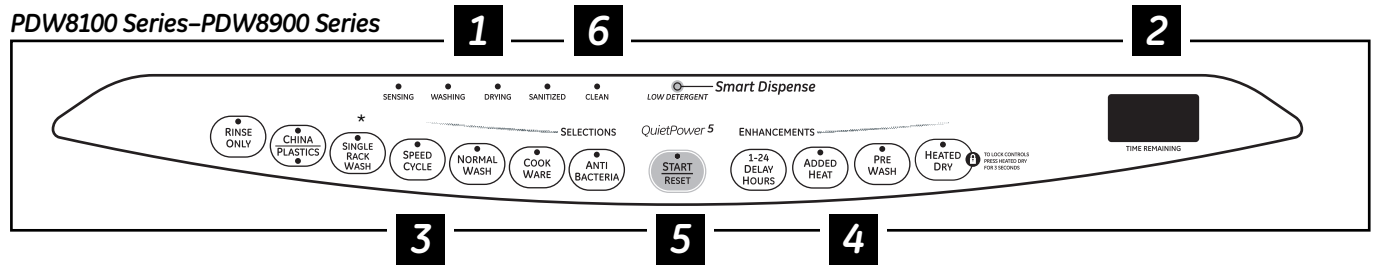 PDW8100 Series–PDW8900 Series
1
6
2
SENSING WASHING DRYING SANITIZED CLEAN
LOW DETERGENT
Smart Dispense
*
SELECTIONS
QuietPower 5
ENHANCEMENTS
RINSE
ONLY
CHINA
PLASTICS
SINGLE
RACK
WASH
SPEED
CYCLE
NORMAL
WASH
COOK
WARE
ANTI
BACTERIA
START
RESET
1-24
DELAY
HOURS
ADDED
HEAT
PRE
WASH
HEATED
DRY
TO LOCK CONTROLS
PRESS HEATED DRY
FOR 3 SECONDS
TIME REMAINING
3
5
4